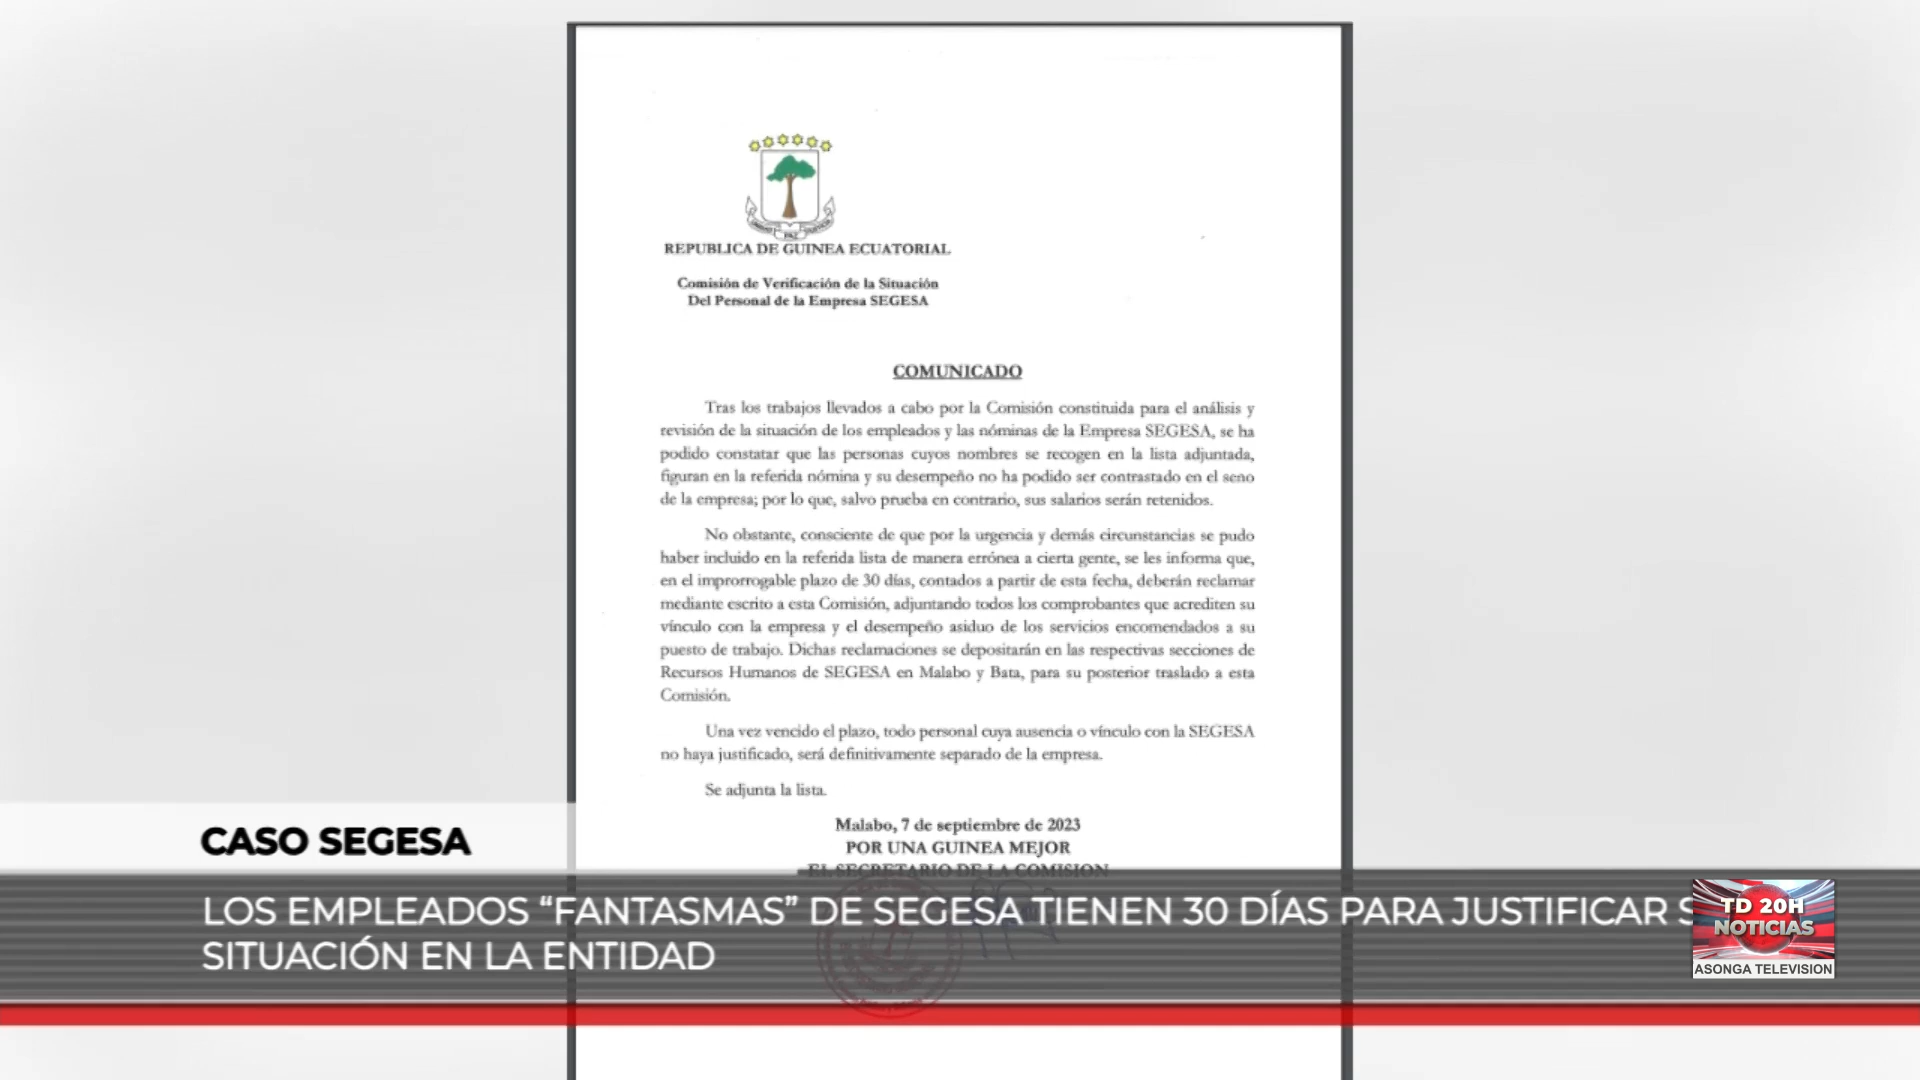 PAZ
REPUBLICA DE GUINEA ECUATORIAL
Comisión de Verificación de la Situación
Del Personal de la Empresa SEGESA
COMUNICADO
Tras los trabajos llevados a cabo por la Comisión constituida para el análisis y
revisión de la situación de los empleados y las nóminas de la Empresa SEGESA, se ha
podido constatar que las personas cuyos nombres se recogen en la lista adjuntada,
figuran en la referida nómina y su desempeño no ha podido ser contrastado en el seno
de la empresa; por lo que, salvo prueba en contrario, sus salarios serán retenidos.
No obstante, consciente de que por la urgencia y demás circunstancias se pudo
haber incluido en la referida lista de manera errónea a cierta gente, se les informa que,
en el improrrogable plazo de 30 días, contados a partir de esta fecha, deberán reclamar
mediante escrito a esta Comisión, adjuntando todos los comprobantes que acrediten su
vínculo con la empresa y el desempeño asiduo de los servicios encomendados a su
puesto de trabajo. Dichas reclamaciones se depositarán en las respectivas secciones de
Recursos Humanos de SEGESA en Malabo y Bata, para su posterior traslado a esta
Comisión.
Una vez vencido el plazo, todo personal cuya ausencia o vínculo con la SEGESA
no haya justificado, será definitivamente separado de la empresa.
Se adjunta la lista.
Malabo, 7 de septiembre de 2023
POR UNA GUINEA MEJOR
EL SECRETARIO DE LA COMISION
CASO SEGESA
LOS EMPLEADOS “FANTASMAS” DE SEGESA TIENEN 30 DÍAS PARA JUSTIFICAR S
SITUACIÓN EN LA ENTIDAD
TD 20H
NOTICIAS
ASONGA TELEVISION